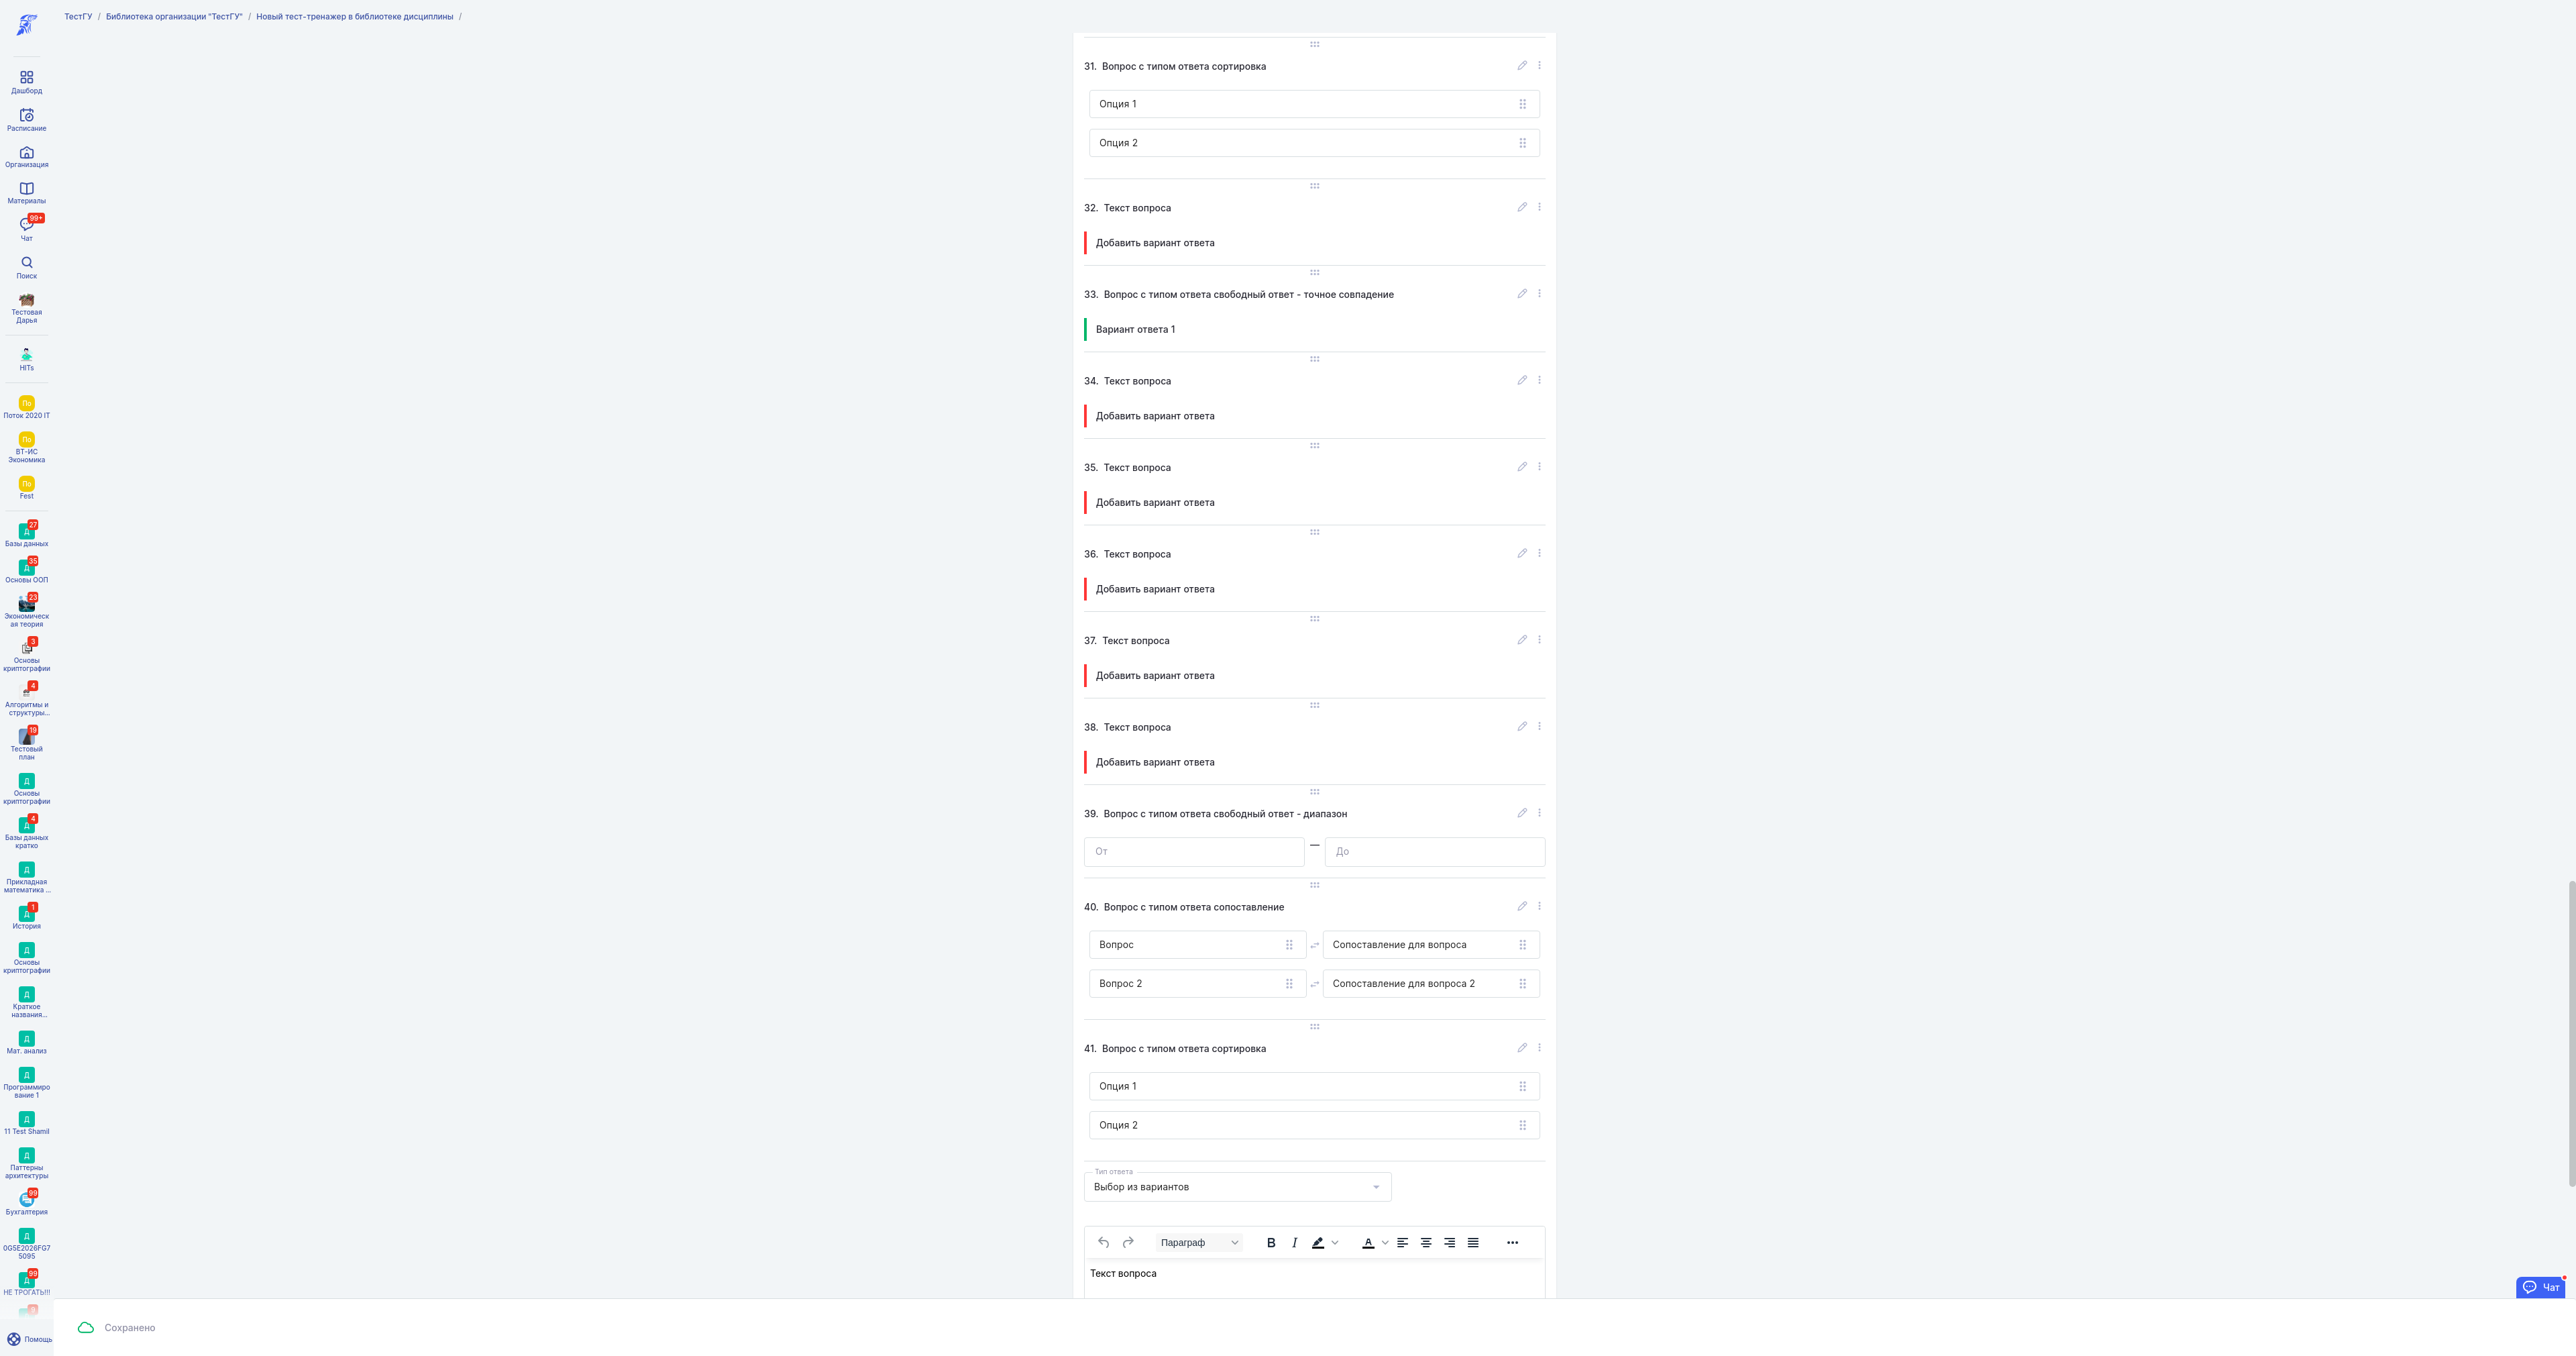 ТестГУ / Библиотека организации "ТестГУ" / Новый тест-тренажер в библиотеке дисциплины /
Дашборд
Расписание
Организация
Материалы
99+
Чат
Поиск
Тестовая
Дарья
HITs
По
Поток 2020 IT
По
ВТ-ИС
Экономика
По
Fest
27
Д
Базы данных
35
Д
Основы ООП
23
Экономическ
ая теория
3
Основы
криптографии
4
Алгоритмы и
структуры...
19
Тестовый
план
Д
Основы
криптографии
4
Д
Базы данных
кратко
Д
Прикладная
математика ...
1
Д
История
Д
Основы
криптографии
Д
Краткое
названия...
Д
Мат. анализ
Д
Программиро
вание 1
Д
11 Test Shamil
Д
Паттерны
архитектуры
99
Бухгалтерия
Д
0G5E2026FG7
5095
99
Д
НЕ ТРОГАТЬ!!!
Помощь
31. Вопрос с типом ответа сортировка
Опция 1
Опция 2
32. Текст вопроса
Добавить вариант ответа
33. Вопрос с типом ответа свободный ответ - точное совпадение
Вариант ответа 1
34. Текст вопроса
Добавить вариант ответа
35. Текст вопроса
Добавить вариант ответа
36. Текст вопроса
Добавить вариант ответа
37. Текст вопроса
Добавить вариант ответа
38. Текст вопроса
Добавить вариант ответа
39. Вопрос с типом ответа свободный ответ - диапазон
От — До
40. Вопрос с типом ответа сопоставление
Вопрос Сопоставление для вопроса
Вопрос 2 Сопоставление для вопроса 2
41. Вопрос с типом ответа сортировка
Опция 1
Опция 2
Тип ответа
Выбор из вариантов
Параграф B I A
Текст вопроса
Чат
Сохранено